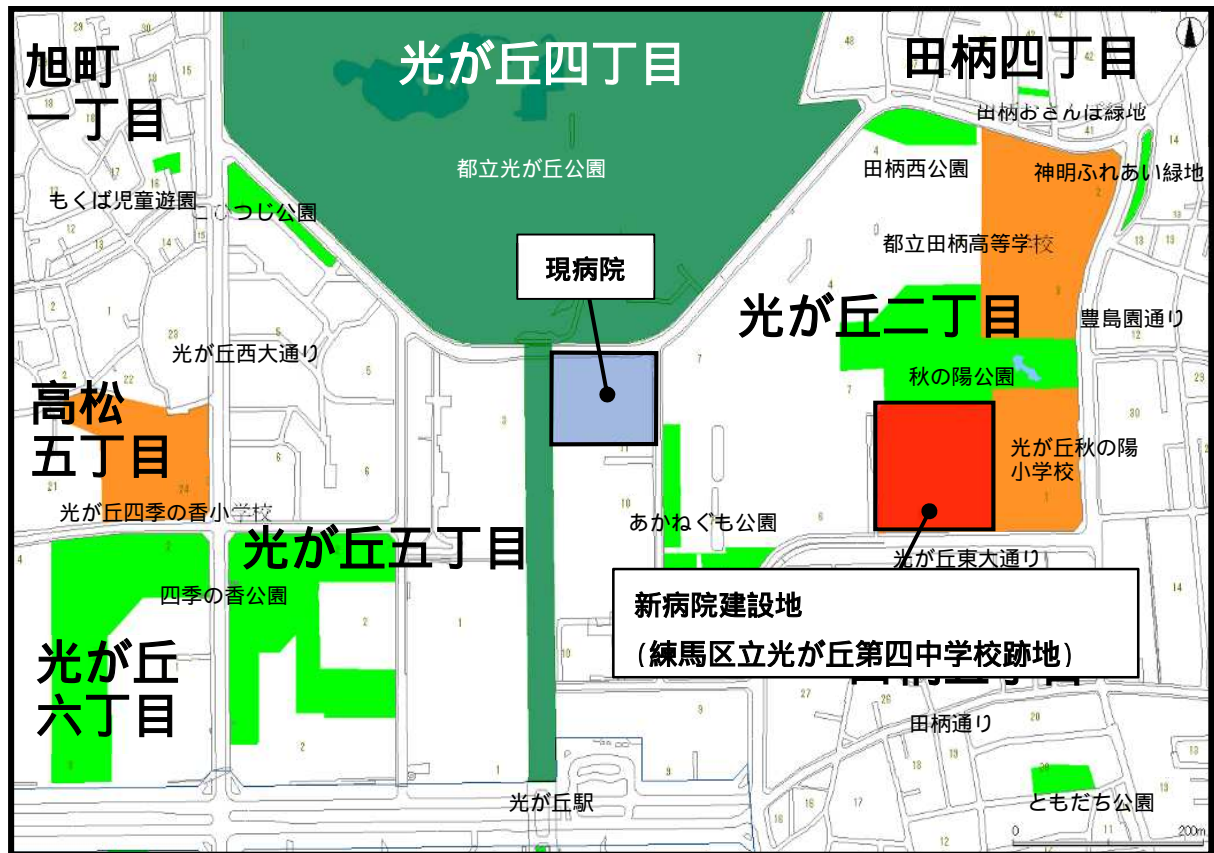 旭町
一丁目
光が丘四丁目
田柄四丁目
田柄おさんぽ緑地
都立光が丘公園
田柄西公園
神明ふれあい緑地
もくば児童遊園
こひつじ公園
都立田柄高等学校
現病院
光が丘二丁目
豊島園通り
光が丘西大通り
秋の陽公園
高松
五丁目
光が丘秋の陽
小学校
光が丘四季の香小学校
あかねぐも公園
光が丘五丁目
光が丘東大通り
四季の香公園
新病院建設地
（練馬区立光が丘第四中学校跡地）
光が丘
六丁目
田柄通り
光が丘駅
ともだち公園
0
200m